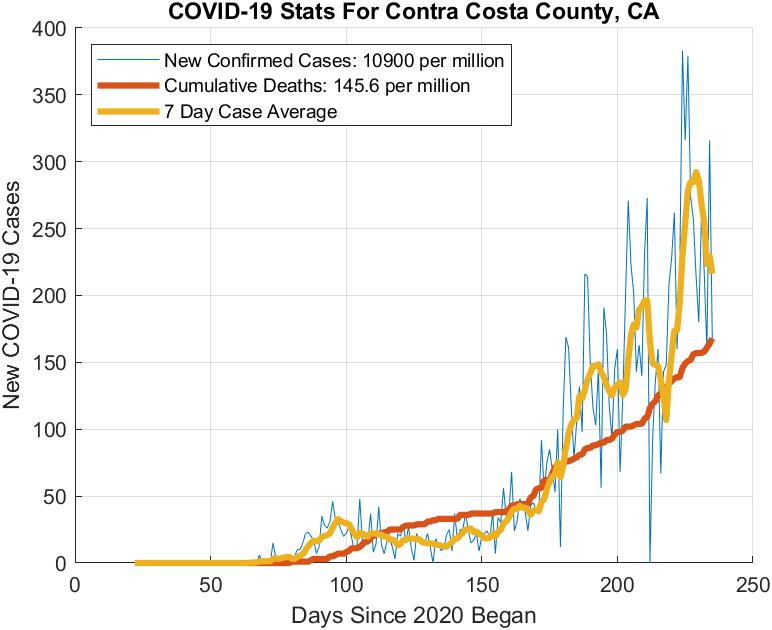 COVID-19 Stats For Contra Costa County, CA
New Confirmed Cases: 10900 per million
Cumulative Deaths: 145.6 per million
7 Day Case Average
400
350
300
250
200
150
100
50
0
New COVID-19 Cases
0 50 100 150 200 250
Days Since 2020 Began